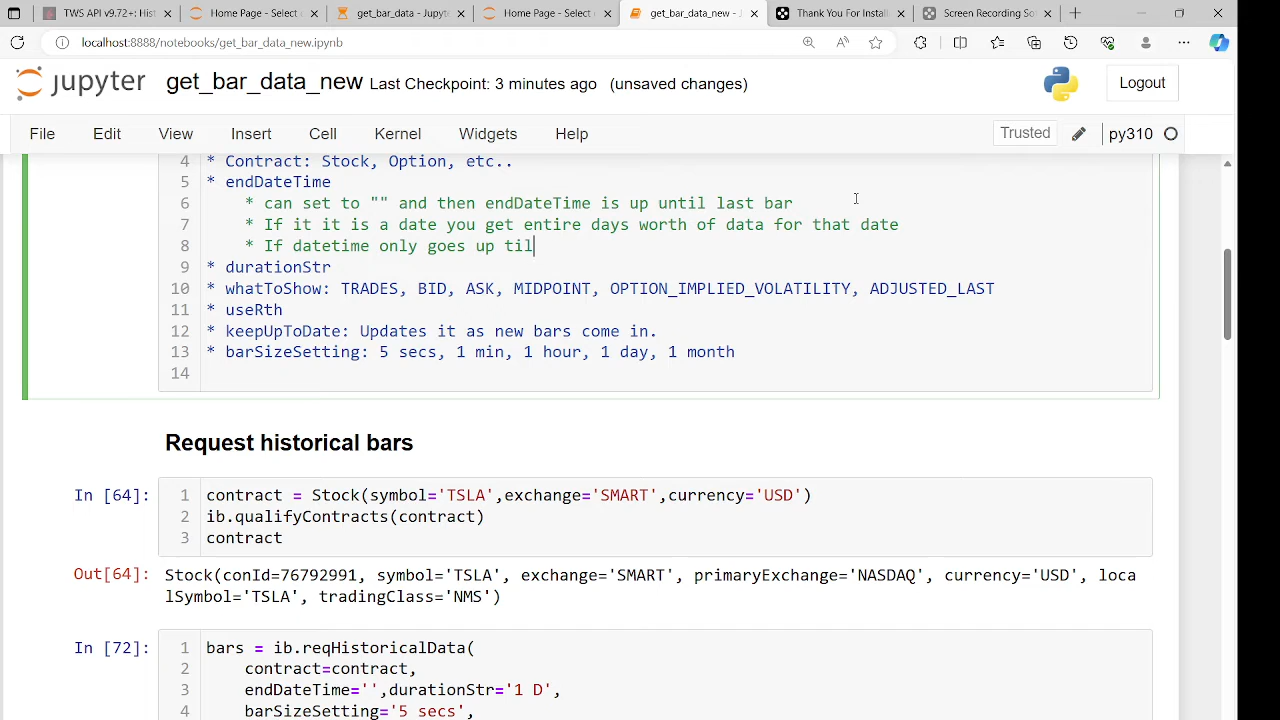 TWS API v9.72+: Hist
Home Page - Select
get_bar_data - Jupyte
Home Page - Select
get_bar_data_new - J
Thank You For Install
Screen Recording So
localhost:8888/notebooks/get_bar_data_new.ipynb
jupyter get_bar_data_new Last Checkpoint: 3 minutes ago (unsaved changes) Logout
File Edit View Insert Cell Kernel Widgets Help Trusted py310
4 * Contract: Stock, Option, etc..
5 * endDateTime
6 * can set to "" and then endDateTime is up until last bar
7 * If it it is a date you get entire days worth of data for that date
8 * If datetime only goes up til
9 * durationStr
10 * whatToShow: TRADES, BID, ASK, MIDPOINT, OPTION_IMPLIED_VOLATILITY, ADJUSTED_LAST
11 * useRth
12 * keepUpToDate: Updates it as new bars come in.
13 * barSizeSetting: 5 secs, 1 min, 1 hour, 1 day, 1 month
14
Request historical bars
In [64]: 1 contract = Stock(symbol='TSLA',exchange='SMART',currency='USD')
2 ib.qualifyContracts(contract)
3 contract
Out[64]: Stock(conId=76792991, symbol='TSLA', exchange='SMART', primaryExchange='NASDAQ', currency='USD', loca
lSymbol='TSLA', tradingClass='NMS')
In [72]: 1 bars = ib.reqHistoricalData(
2 contract=contract,
3 endDateTime='',durationStr='1 D',
4 barSizeSetting='5 secs',